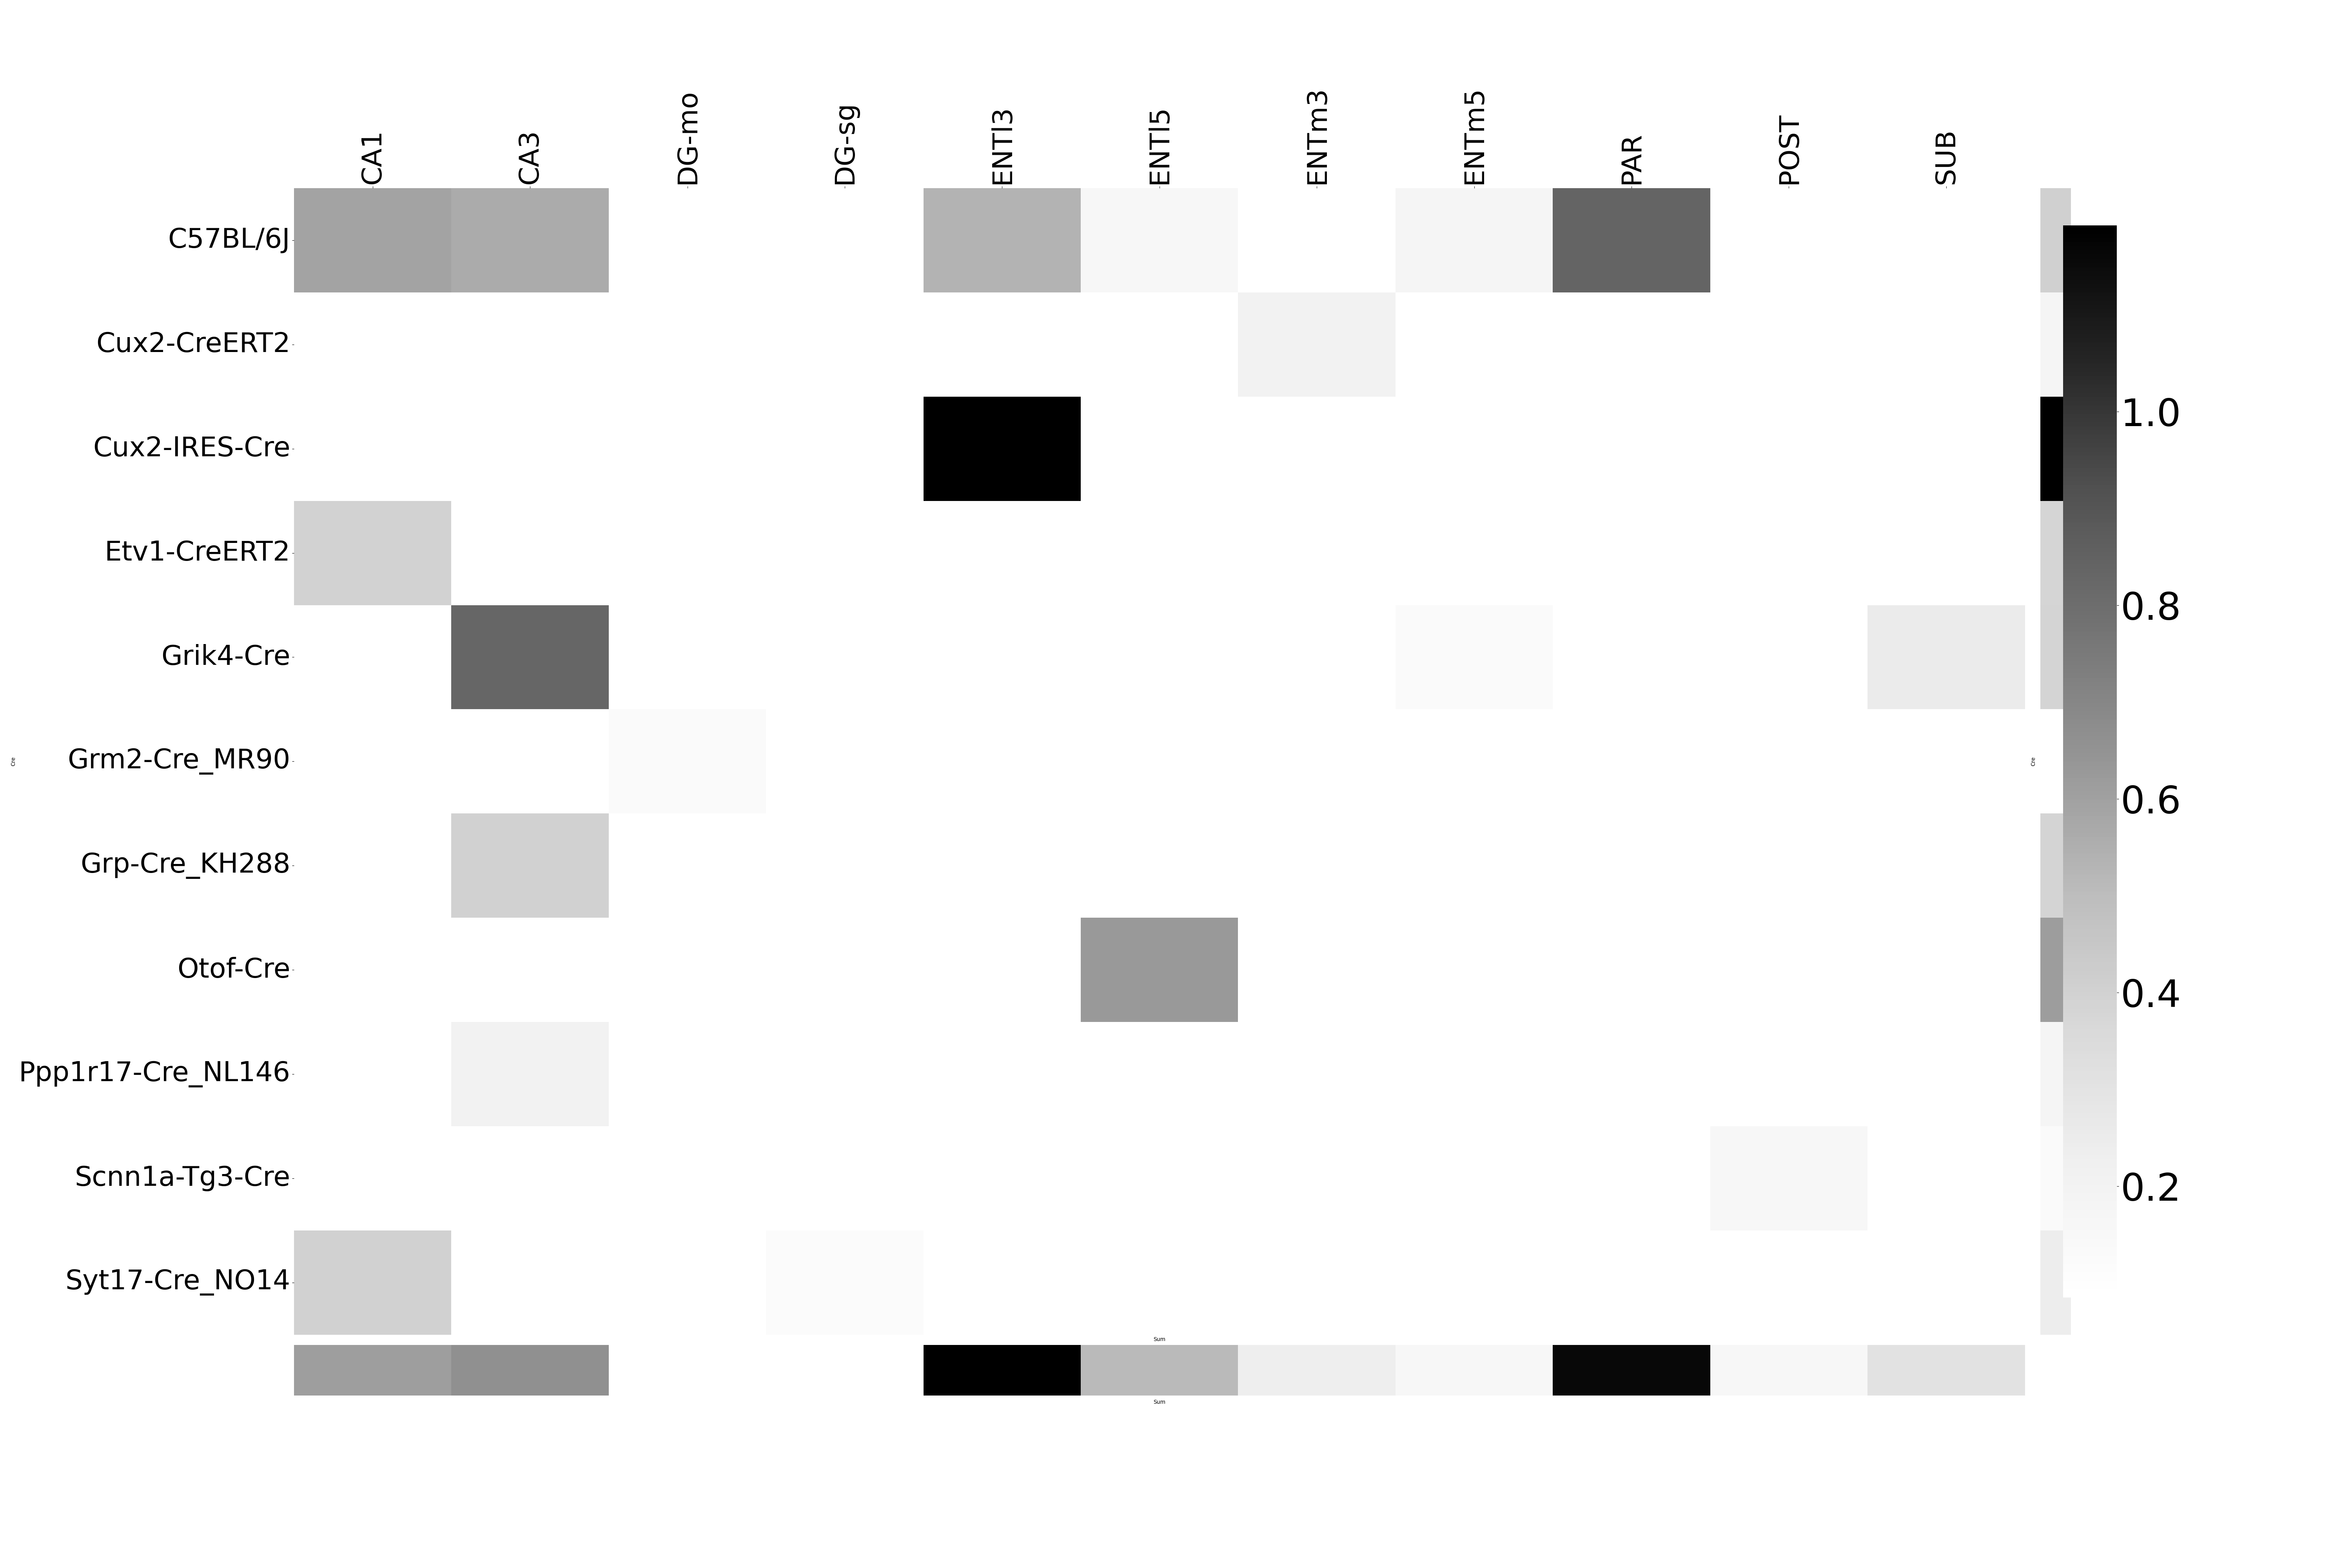 CA1
CA3
DG-mo
DG-sg
ENTl3
ENTl5
ENTm3
ENTm5
PAR
POST
SUB
C57BL/6J
Cux2-CreERT2
Cux2-IRES-Cre
Etv1-CreERT2
Grik4-Cre
Grm2-Cre_MR90
Grp-Cre_KH288
Otof-Cre
Ppp1r17-Cre_NL146
Scnn1a-Tg3-Cre
Syt17-Cre_NO14
Cre
Cre
Sum
Sum
1.0
0.8
0.6
0.4
0.2